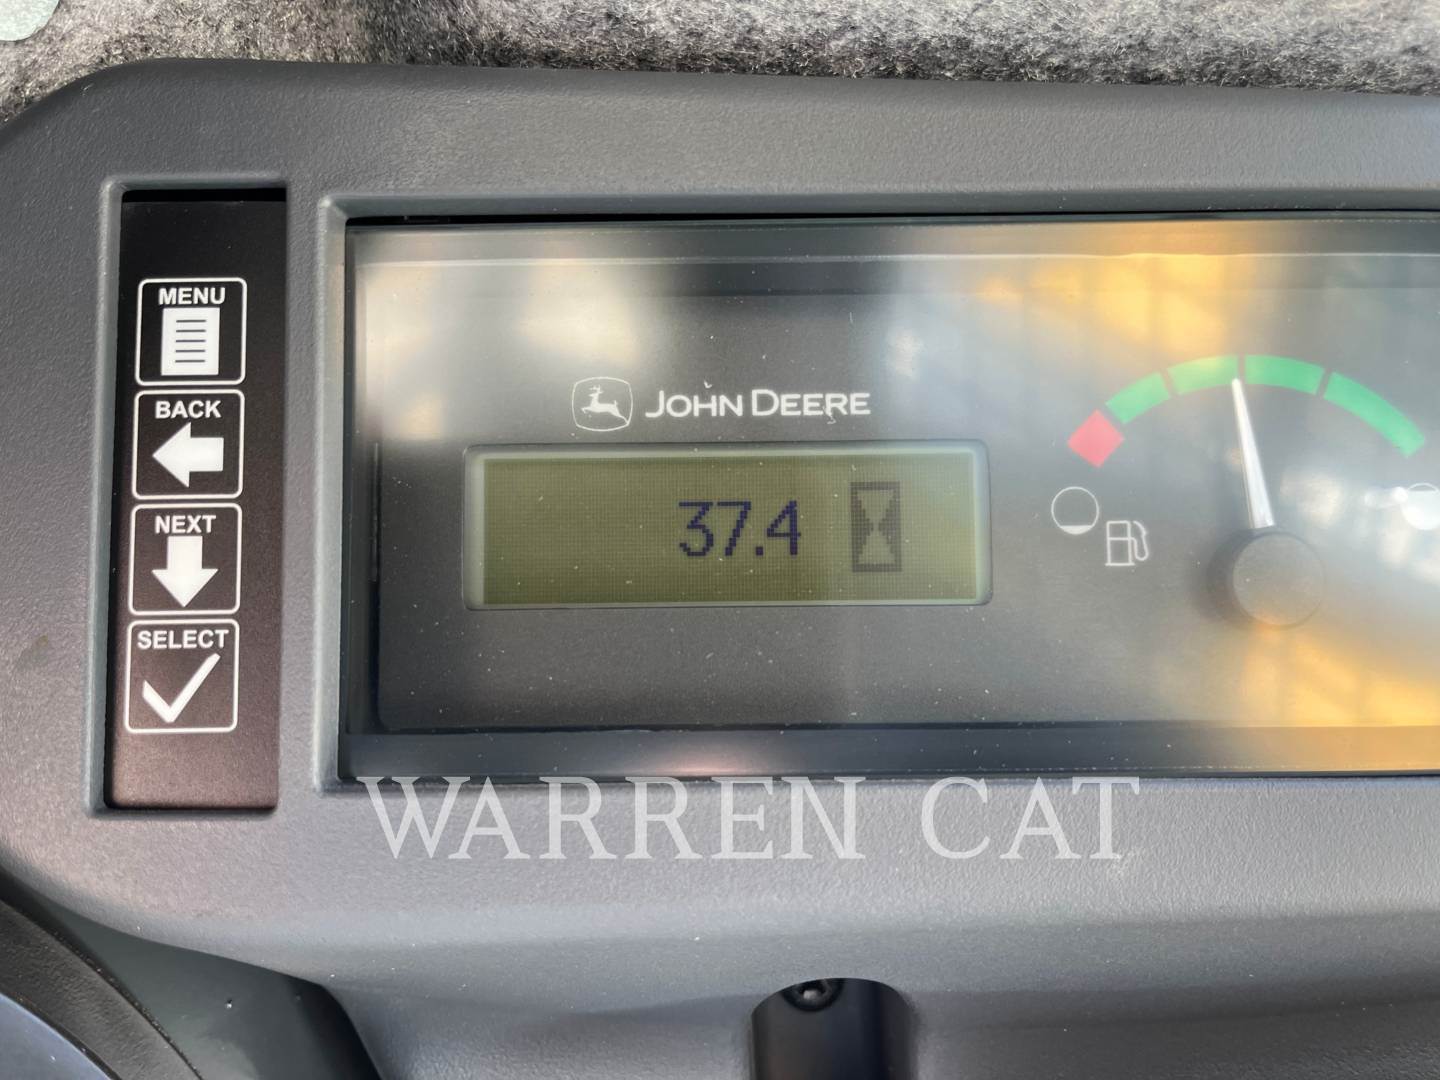 MENU
BACK
NEXT
SELECT
JOHN DEERE
37.4
WARREN CAT